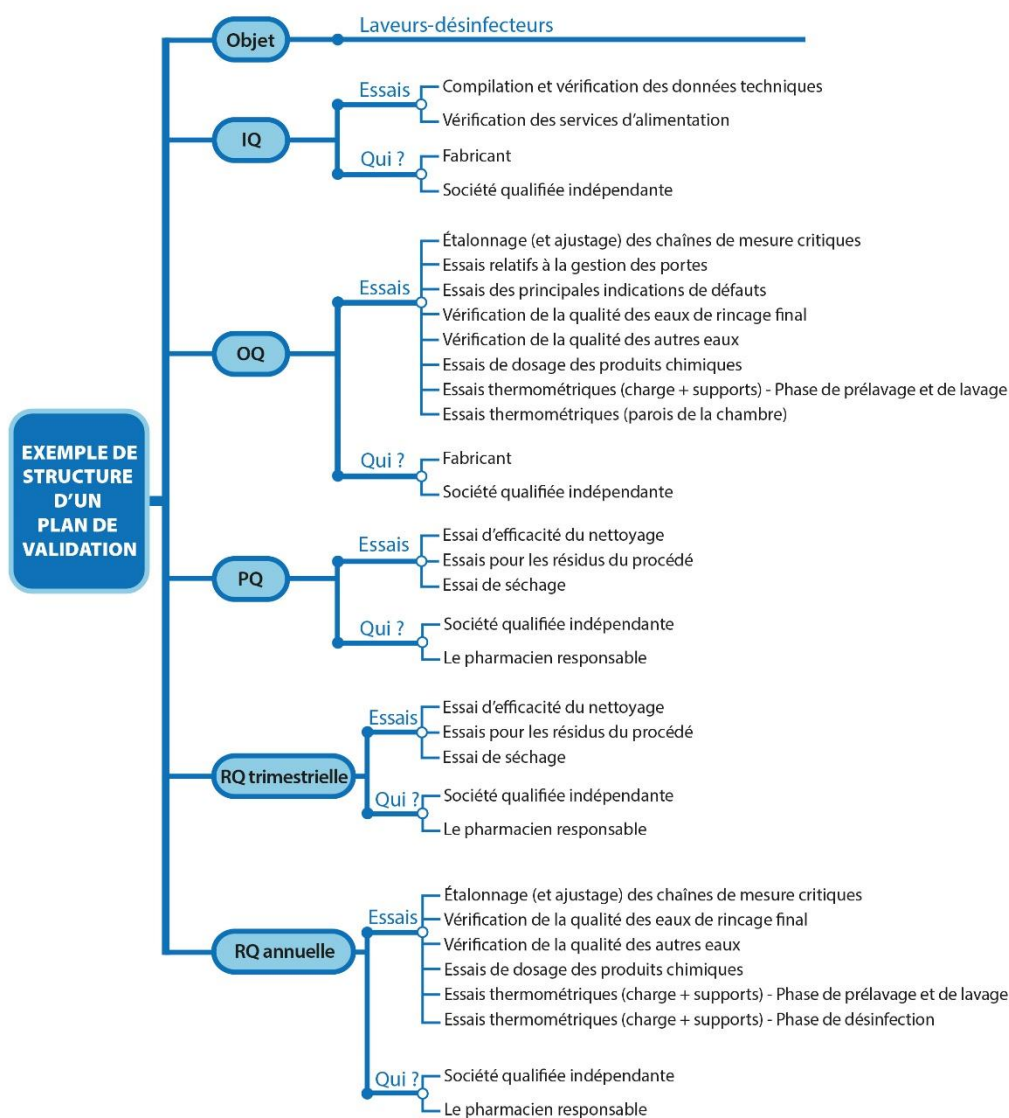 Objet
Laveurs-désinfecteurs
IQ
Essais
Compilation et vérification des données techniques
Vérification des services d’alimentation
Qui ?
Fabricant
Société qualifiée indépendante
OQ
Essais
Étalonnage (et ajustage) des chaînes de mesure critiques
Essais relatifs à la gestion des portes
Essais des principales indications de défauts
Vérification de la qualité des eaux de rincage final
Vérification de la qualité des autres eaux
Essais de dosage des produits chimiques
Essais thermométriques (charge + supports) - Phase de prélavage et de lavage
Essais thermométriques (parois de la chambre)
Qui ?
Fabricant
Société qualifiée indépendante
EXEMPLE DE
STRUCTURE
D’UN
PLAN DE
VALIDATION
PQ
Essais
Essai d’efficacité du nettoyage
Essais pour les résidus du procédé
Essai de séchage
Qui ?
Société qualifiée indépendante
Le pharmacien responsable
RQ trimestrielle
Essais
Essai d’efficacité du nettoyage
Essais pour les résidus du procédé
Essai de séchage
Qui ?
Société qualifiée indépendante
Le pharmacien responsable
RQ annuelle
Essais
Étalonnage (et ajustage) des chaînes de mesure critiques
Vérification de la qualité des eaux de rincage final
Vérification de la qualité des autres eaux
Essais de dosage des produits chimiques
Essais thermométriques (charge + supports) - Phase de prélavage et de lavage
Essais thermométriques (charge + supports) - Phase de désinfection
Qui ?
Société qualifiée indépendante
Le pharmacien responsable